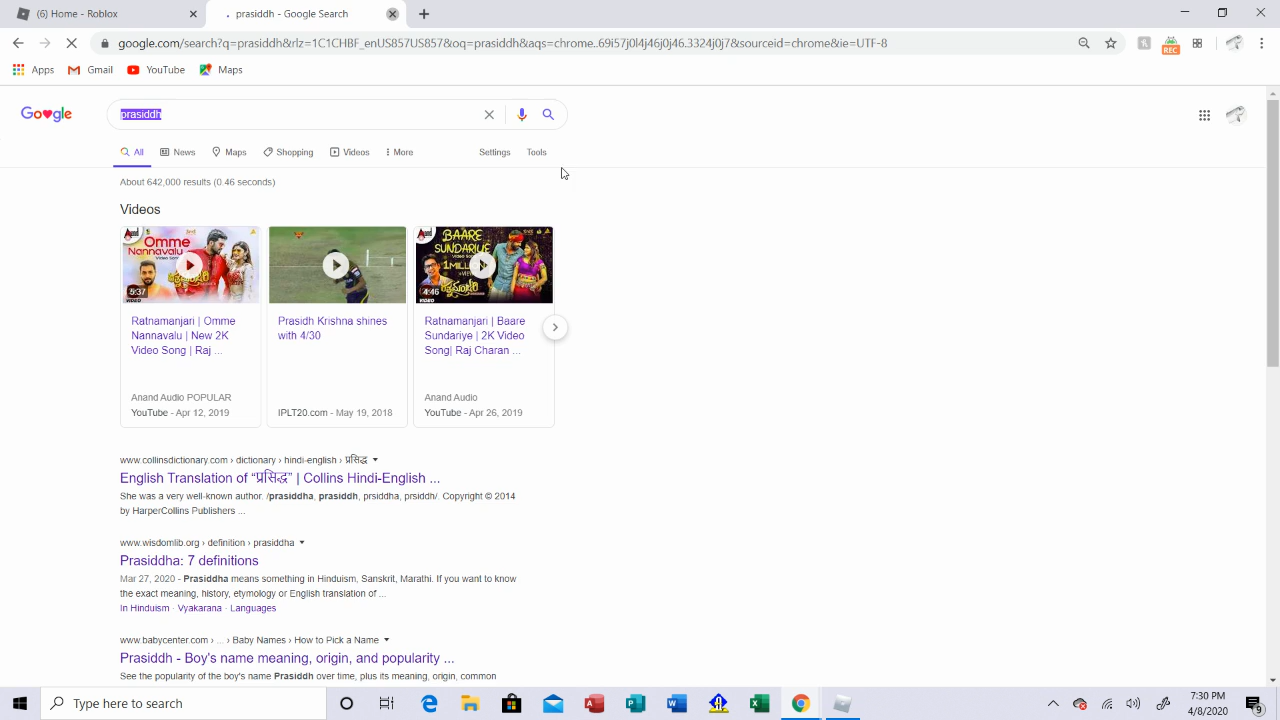 (6) Home - Roblox
prasiddh - Google Search
google.com/search?q=prasiddh&rlz=1C1CHBF_enUS857US857&oq=prasiddh&aqs=chrome..69i57j0l4j46j0j46.3324j0j7&sourceid=chrome&ie=UTF-8
REC
Apps Gmail YouTube Maps
prasiddh
All News Maps Shopping Videos More Settings Tools
About 642,000 results (0.46 seconds)
Videos
Omme Nannavalu
5:37
BAARE SUNDARIYE
4:46
Ratnamanjari | Omme
Nannavalu | New 2K
Video Song | Raj ...
Anand Audio POPULAR
YouTube - Apr 12, 2019
Prasidh Krishna shines
with 4/30
IPLT20.com - May 19, 2018
Ratnamanjari | Baare
Sundariye | 2K Video
Song| Raj Charan ...
Anand Audio
YouTube - Apr 26, 2019
www.collinsdictionary.com › dictionary › hindi-english › प्रसिद्ध
English Translation of “प्रसिद्ध” | Collins Hindi-English ...
She was a very well-known author. /prasiddha, prasiddh, prsiddha, prsiddh/. Copyright © 2014
by HarperCollins Publishers ...
www.wisdomlib.org › definition › prasiddha
Prasiddha: 7 definitions
Mar 27, 2020 - Prasiddha means something in Hinduism, Sanskrit, Marathi. If you want to know
the exact meaning, history, etymology or English translation of ...
In Hinduism · Vyakarana · Languages
www.babycenter.com › ... › Baby Names › How to Pick a Name
Prasiddh - Boy's name meaning, origin, and popularity ...
See the popularity of the boy's name Prasiddh over time, plus its meaning, origin, common
Type here to search
7:30 PM
4/8/2020
9